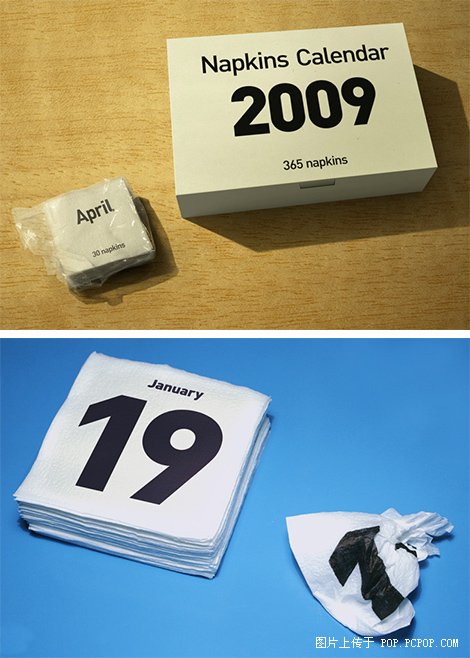 Napkins Calendar
2009
365 napkins
April
30 napkins
January
19
图片上传于 POP.PCPOP.COM